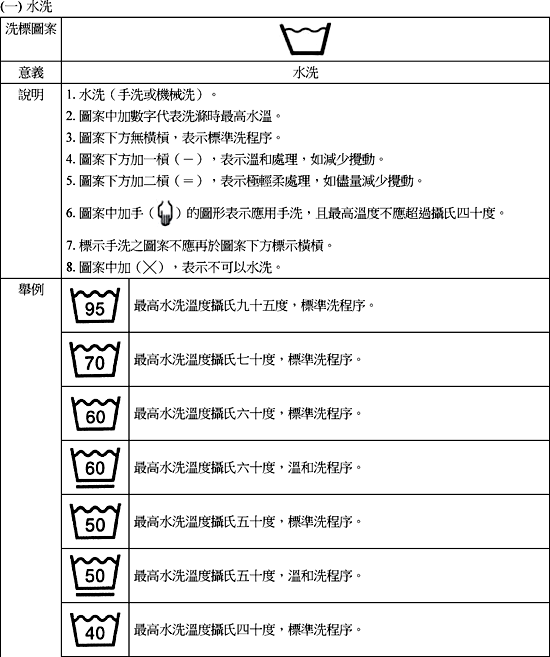 (一) 水洗
洗標圖案
意義
水洗
說明
1. 水洗（手洗或機械洗）。
2. 圖案中加數字代表洗滌時最高水溫。
3. 圖案下方無橫槓，表示標準洗程序。
4. 圖案下方加一槓（－），表示溫和處理，如減少攪動。
5. 圖案下方加二槓（＝），表示極輕柔處理，如儘量減少攪動。
6. 圖案中加手（）的圖形表示應用手洗，且最高溫度不應超過攝氏四十度。
7. 標示手洗之圖案不應再於圖案下方標示橫槓。
8. 圖案中加（╳），表示不可以水洗。
舉例
95 最高水洗溫度攝氏九十五度，標準洗程序。
70 最高水洗溫度攝氏七十度，標準洗程序。
60 最高水洗溫度攝氏六十度，標準洗程序。
60 最高水洗溫度攝氏六十度，溫和洗程序。
50 最高水洗溫度攝氏五十度，標準洗程序。
50 最高水洗溫度攝氏五十度，溫和洗程序。
40 最高水洗溫度攝氏四十度，標準洗程序。